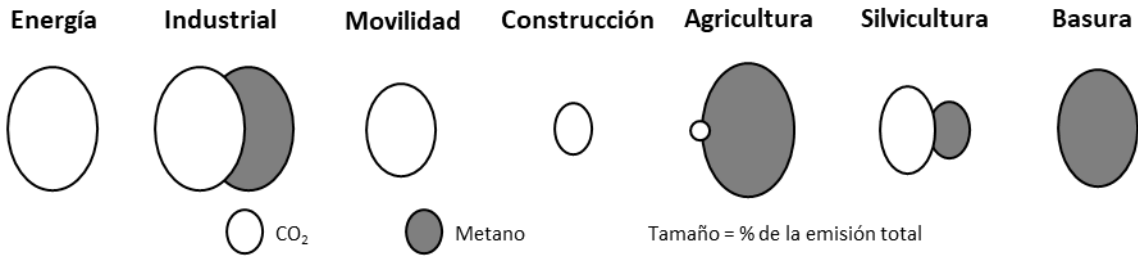 Energía Industrial Movilidad Construcción Agricultura Silvicultura Basura
CO₂ Metano Tamaño = % de la emisión total